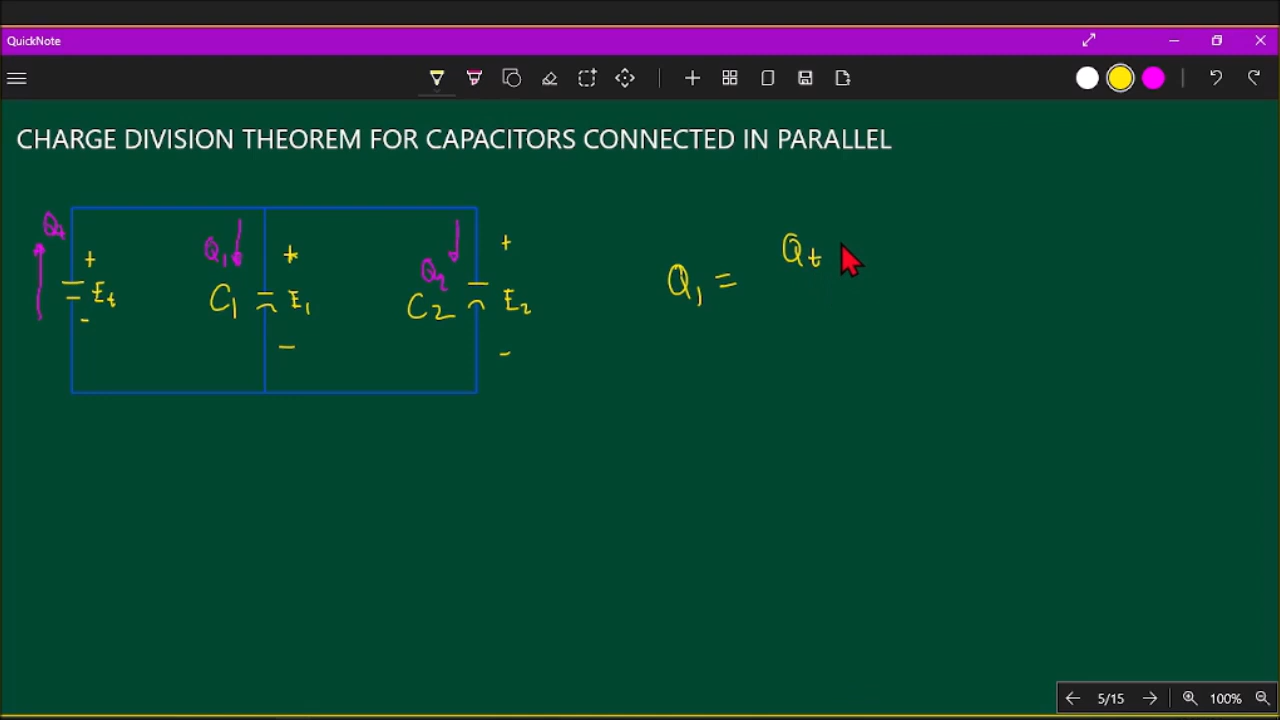 QuickNote
CHARGE DIVISION THEOREM FOR CAPACITORS CONNECTED IN PARALLEL
Qt
+
Et
-
Q1
C1
+
E1
-
Q2
C2
+
E2
-
Q1 = Qt
5/15
100%